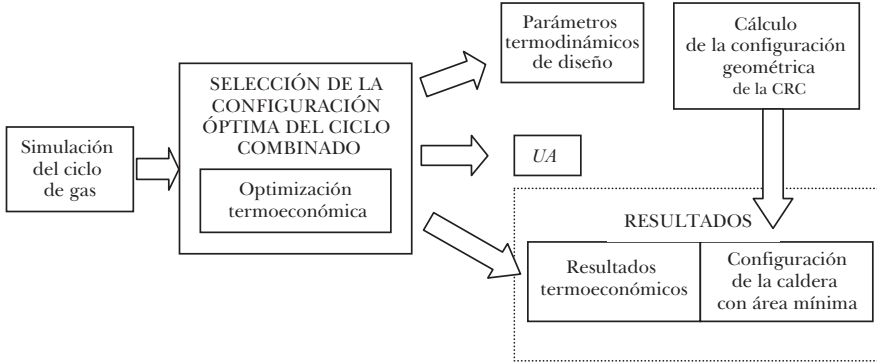 Simulación
del ciclo
de gas
SELECCIÓN DE LA
CONFIGURACIÓN
ÓPTIMA DEL CICLO
COMBINADO
Optimización
termoeconómica
Parámetros
termodinámicos
de diseño
UA
Cálculo
de la configuración
geométrica
de la CRC
RESULTADOS
Resultados
termoeconómicos
Configuración
de la caldera
con área mínima